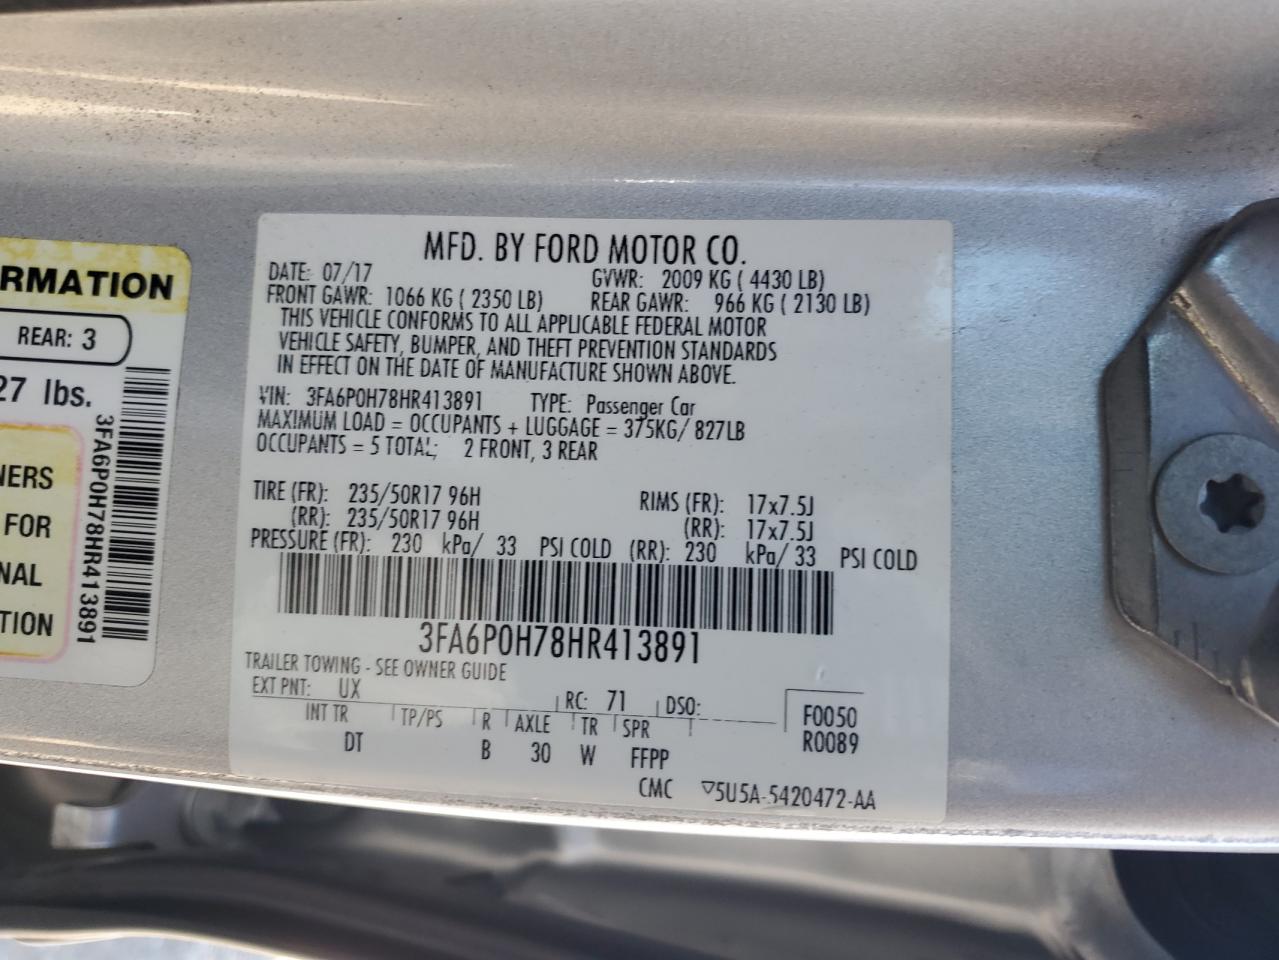 RMATION
REAR: 3
27 lbs.
NERS
FOR
NAL
TION
3FA6P0H78HR413891
MFD. BY FORD MOTOR CO.
DATE: 07/17 GVWR: 2009 KG ( 4430 LB)
FRONT GAWR: 1066 KG ( 2350 LB) REAR GAWR: 966 KG ( 2130 LB)
THIS VEHICLE CONFORMS TO ALL APPLICABLE FEDERAL MOTOR
VEHICLE SAFETY, BUMPER, AND THEFT PREVENTION STANDARDS
IN EFFECT ON THE DATE OF MANUFACTURE SHOWN ABOVE.
VIN: 3FA6P0H78HR413891 TYPE: Passenger Car
MAXIMUM LOAD = OCCUPANTS + LUGGAGE = 375KG/ 827LB
OCCUPANTS = 5 TOTAL; 2 FRONT, 3 REAR
TIRE (FR): 235/50R17 96H RIMS (FR): 17x7.5J
(RR): 235/50R17 96H (RR): 17x7.5J
PRESSURE (FR): 230 kPa/ 33 PSI COLD (RR): 230 kPa/ 33 PSI COLD
3FA6P0H78HR413891
TRAILER TOWING - SEE OWNER GUIDE
EXT PNT: UX RC: 71 DSO:
INT TR TP/PS R AXLE TR SPR F0050
DT B 30 W FFPP R0089
CMC ▽5U5A-5420472-AA